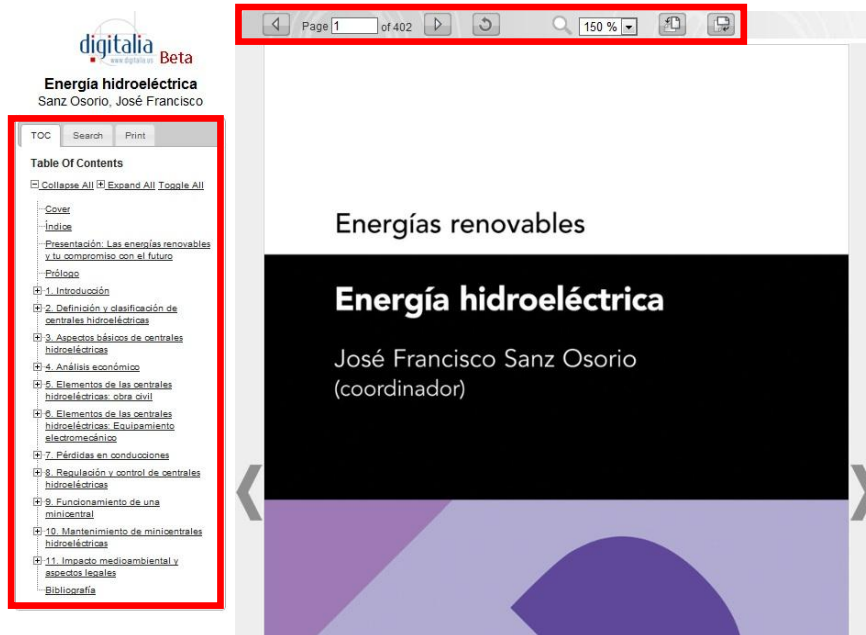 digitalia
www.digitalia.us
Beta
Energía hidroeléctrica
Sanz Osorio, José Francisco
TOC Search Print
Table Of Contents
Collapse All Expand All Toggle All
Cover
Índice
Presentación: Las energías renovables
y tu compromiso con el futuro
Prólogo
1. Introducción
2. Definición y clasificación de
centrales hidroeléctricas
3. Aspectos básicos de centrales
hidroeléctricas
4. Análisis económico
5. Elementos de las centrales
hidroeléctricas: obra civil
6. Elementos de las centrales
hidroeléctricas: Equipamiento
electromecánico
7. Pérdidas en conducciones
8. Regulación y control de centrales
hidroeléctricas
9. Funcionamiento de una
minicentral
10. Mantenimiento de minicentrales
hidroeléctricas
11. Impacto medioambiental y
aspectos legales
Bibliografía
Page 1 of 402 150 %
Energías renovables
Energía hidroeléctrica
José Francisco Sanz Osorio
(coordinador)